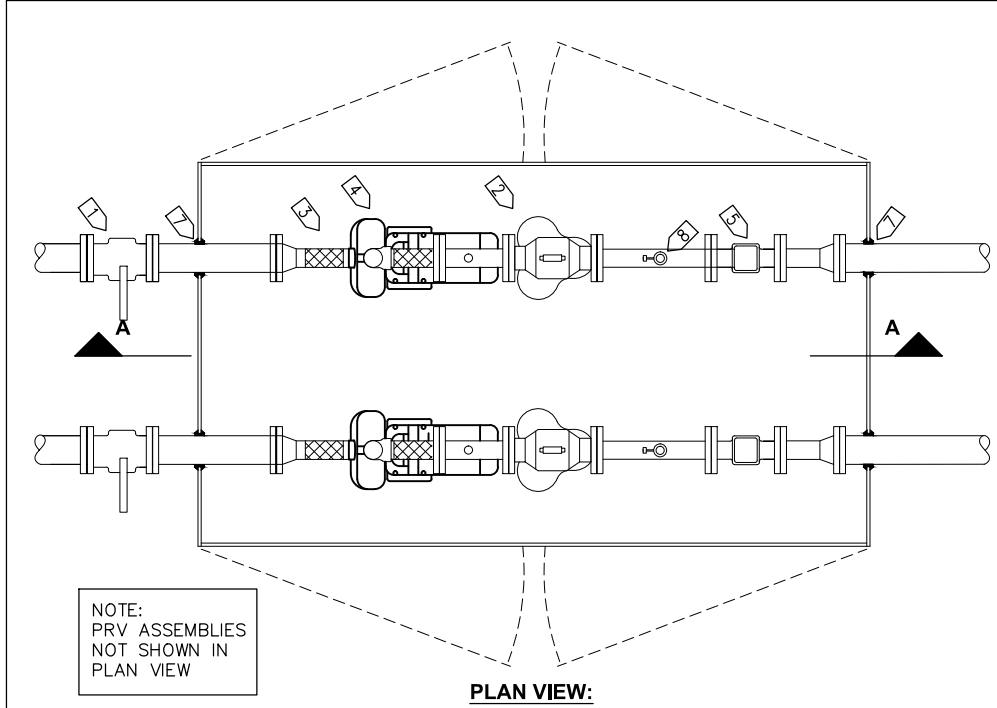 1
7
3
4
2
8
5
7
A
A
NOTE:
PRV ASSEMBLIES
NOT SHOWN IN
PLAN VIEW
PLAN VIEW: